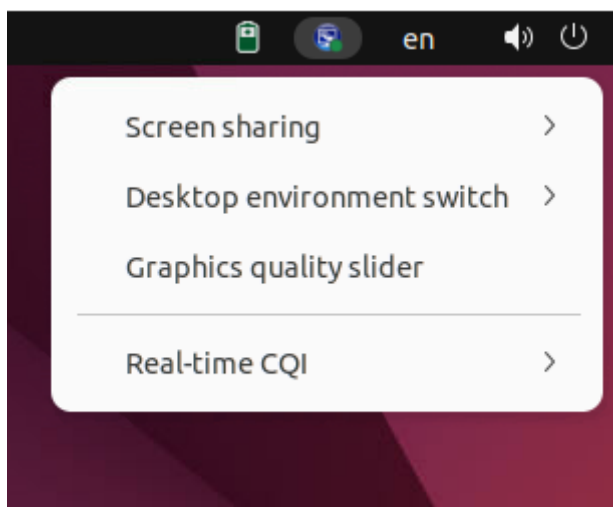 en
Screen sharing
Desktop environment switch
Graphics quality slider
Real-time CQI